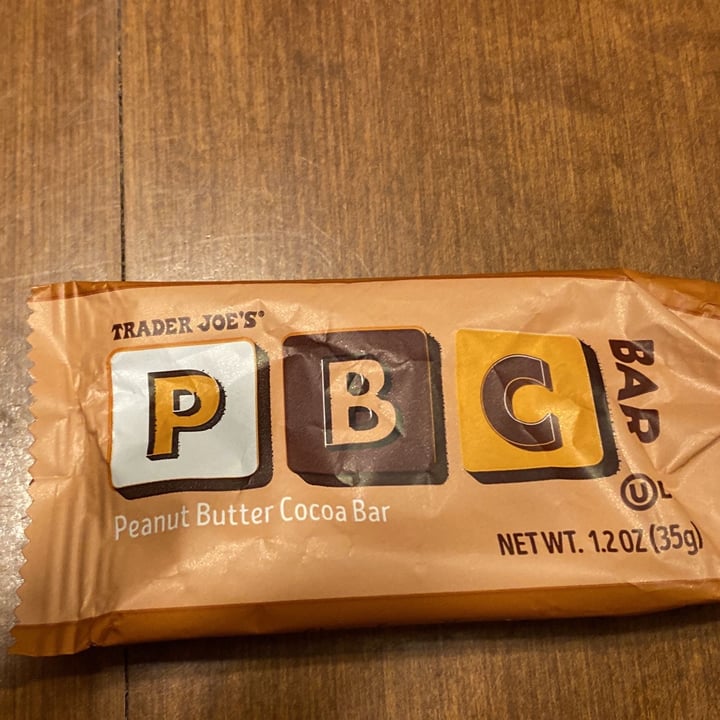 TRADER JOE'S®
P B C
BAR
Peanut Butter Cocoa Bar
U
NET WT. 1.2 OZ (35g)